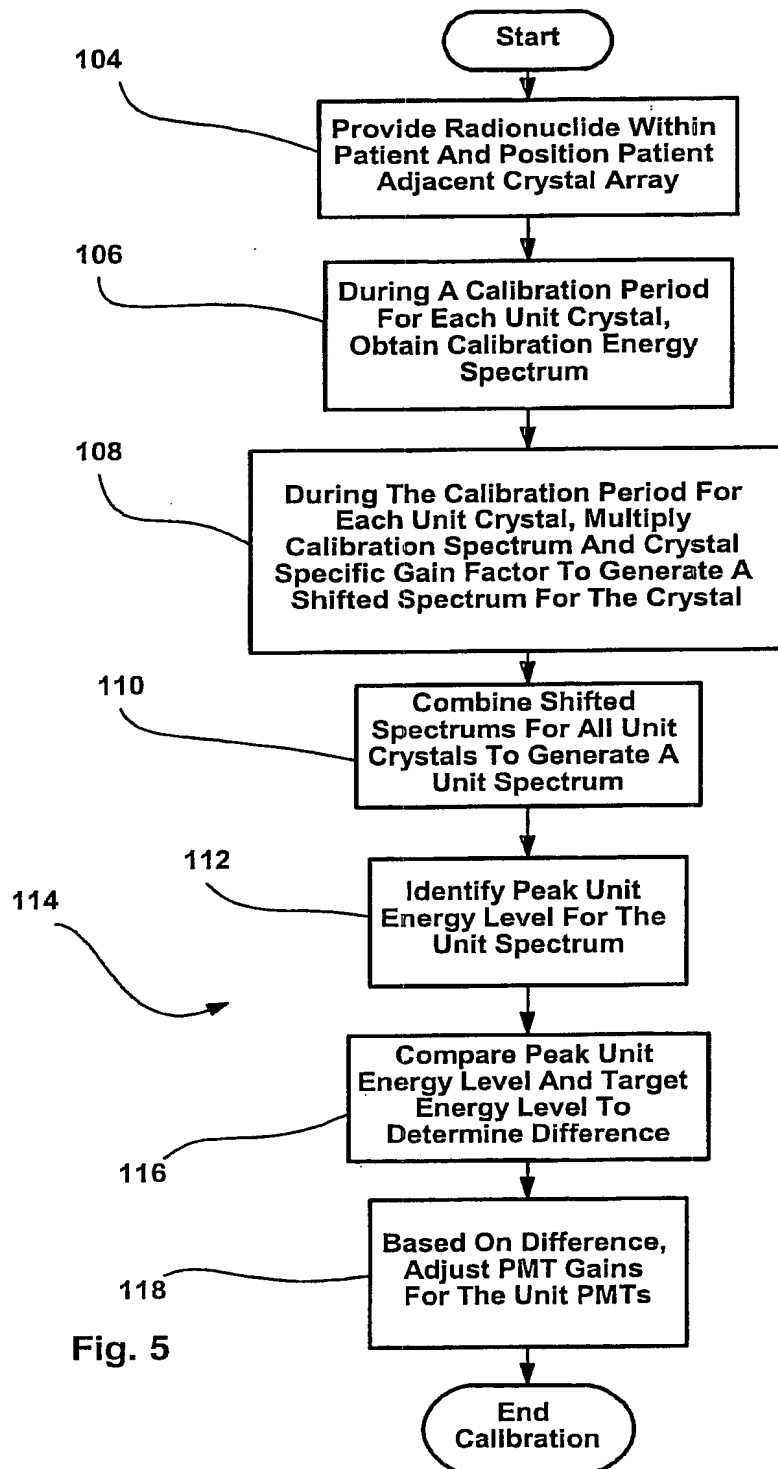 Start
104
Provide Radionuclide Within
Patient And Position Patient
Adjacent Crystal Array
106
During A Calibration Period
For Each Unit Crystal,
Obtain Calibration Energy
Spectrum
108
During The Calibration Period For
Each Unit Crystal, Multiply
Calibration Spectrum And Crystal
Specific Gain Factor To Generate A
Shifted Spectrum For The Crystal
110
Combine Shifted
Spectrums For All Unit
Crystals To Generate A
Unit Spectrum
112
114
Identify Peak Unit
Energy Level For The
Unit Spectrum
Compare Peak Unit
Energy Level And Target
Energy Level To
Determine Difference
116
Based On Difference,
Adjust PMT Gains
For The Unit PMTs
118
Fig. 5
End
Calibration